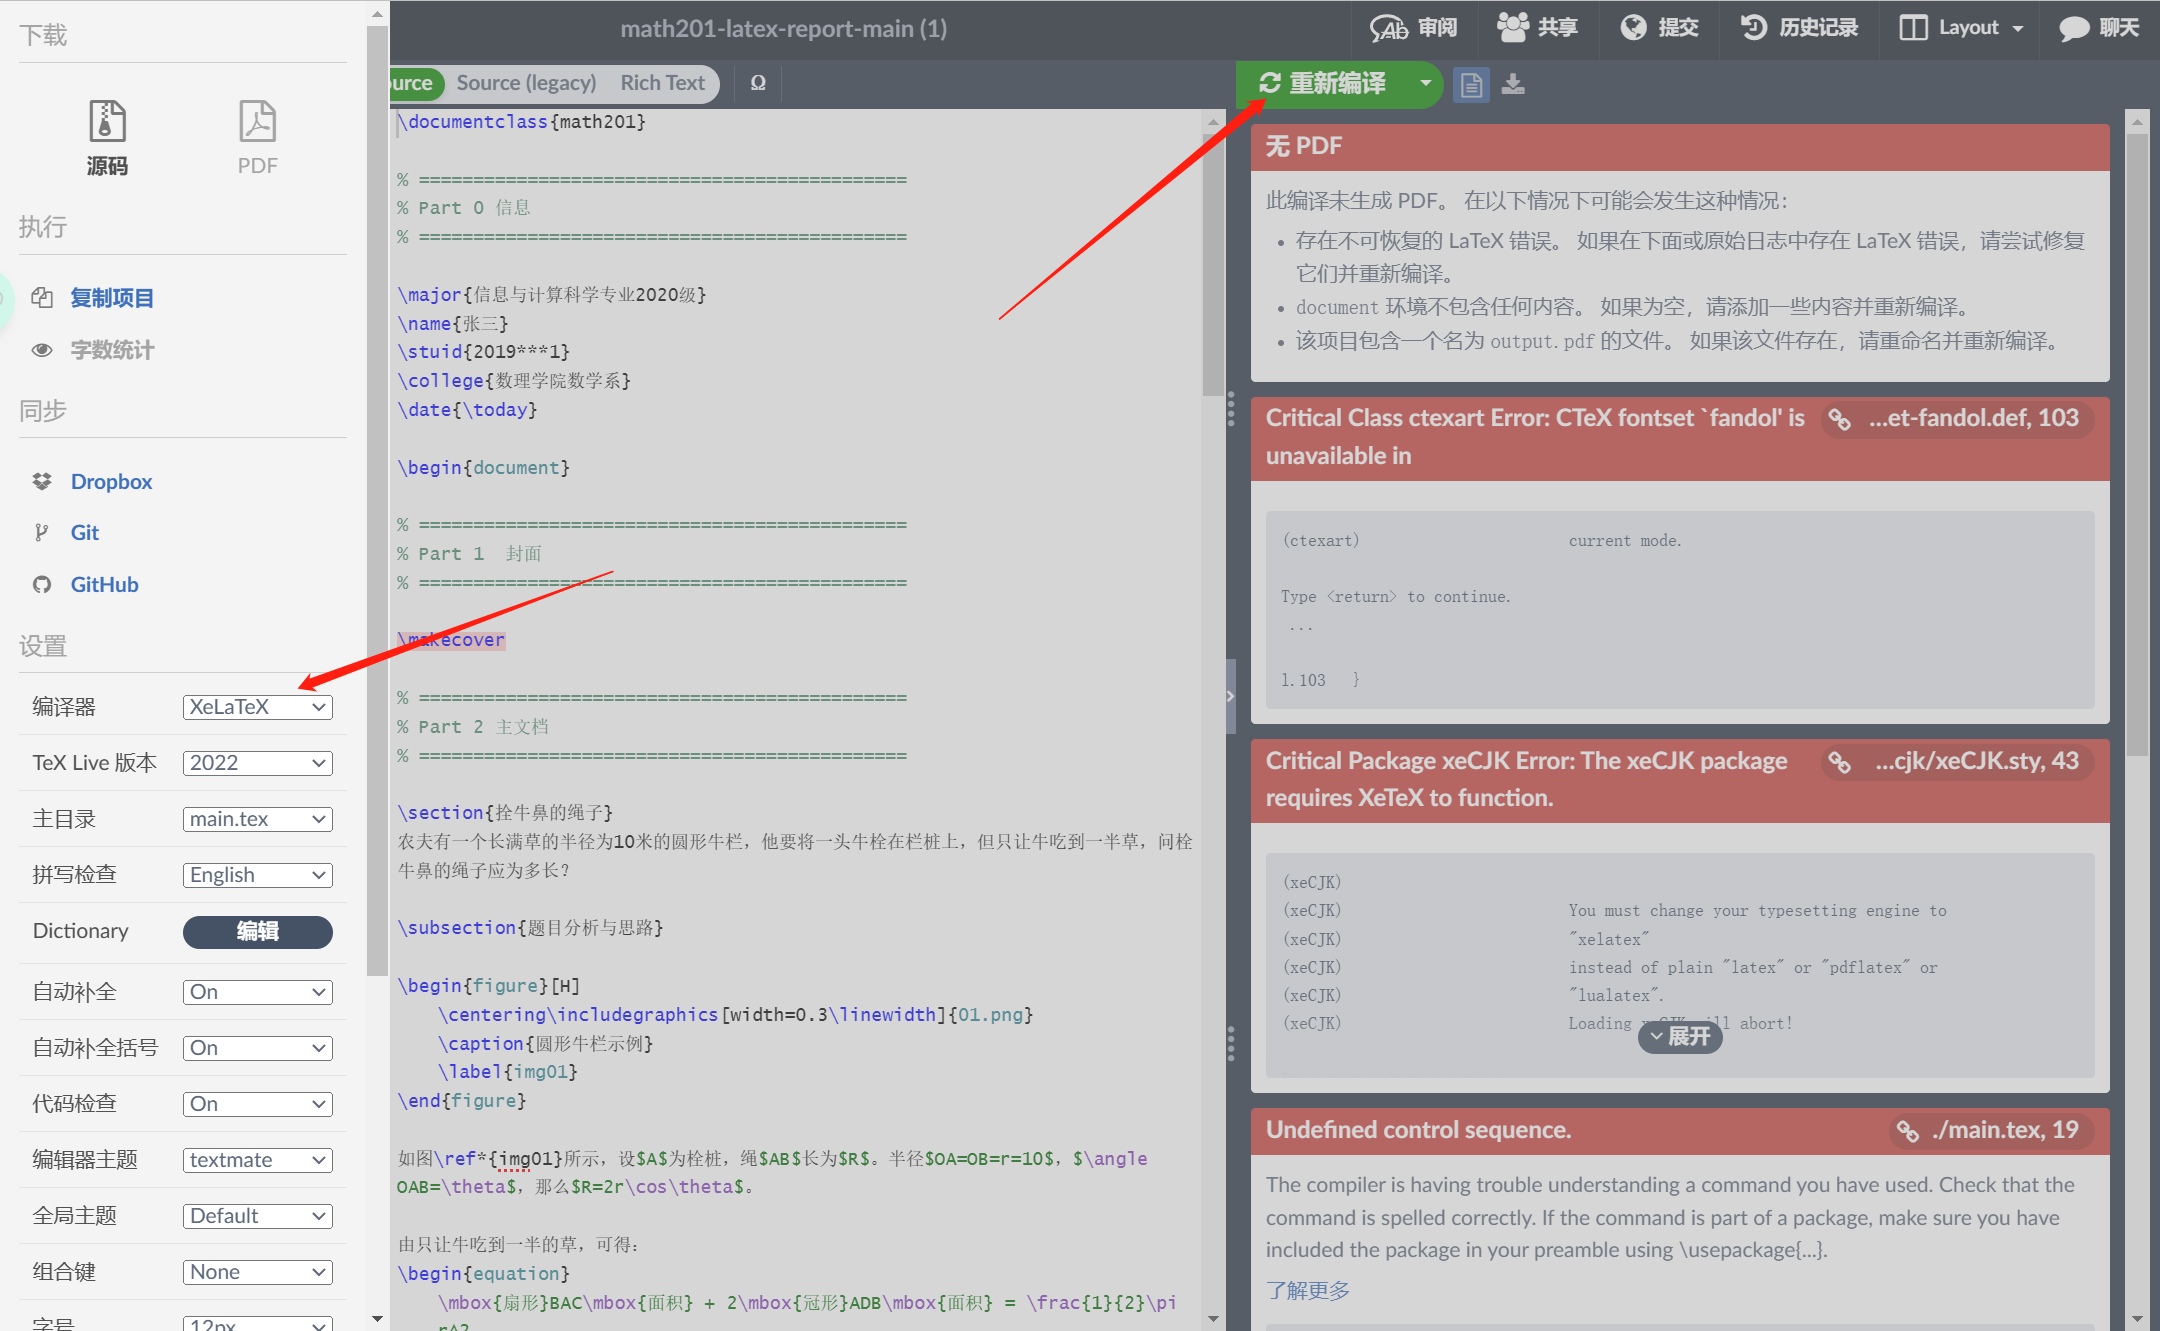 下载
源码
PDF
执行
复制项目
字数统计
同步
Dropbox
Git
GitHub
设置
编译器 XeLaTeX
TeX Live 版本 2022
主目录 main.tex
拼写检查 English
Dictionary 编辑
自动补全 On
自动补全括号 On
代码检查 On
编辑器主题 textmate
全局主题 Default
组合键 None
字号 12px
math201-latex-report-main (1)
审阅
共享
提交
历史记录
Layout
聊天
urce Source (legacy) Rich Text Ω
\documentclass{math201}
% =============================================
% Part 0 信息
% =============================================
\major{信息与计算科学专业2020级}
\name{张三}
\stuid{2019***1}
\college{数理学院数学系}
\date{\today}
\begin{document}
% =============================================
% Part 1 封面
% =============================================
\makecover
% =============================================
% Part 2 主文档
% =============================================
\section{拴牛鼻的绳子}
农夫有一个长满草的半径为10米的圆形牛栏，他要将一头牛栓在栏桩上，但只让牛吃到一半草，问栓
牛鼻的绳子应为多长？
\subsection{题目分析与思路}
\begin{figure}[H]
\centering\includegraphics[width=0.3\linewidth]{01.png}
\caption{圆形牛栏示例}
\label{img01}
\end{figure}
如图\ref*{img01}所示，设$A$为栓桩，绳$AB$长为$R$。半径$OA=OB=r=10$，$\angle
OAB=\theta$，那么$R=2r\cos\theta$。
由只让牛吃到一半的草，可得：
\begin{equation}
\mbox{扇形}BAC\mbox{面积} + 2\mbox{冠形}ADB\mbox{面积} = \frac{1}{2}\pi
r^2
重新编译
无 PDF
此编译未生成 PDF。 在以下情况下可能会发生这种情况：
• 存在不可恢复的 LaTeX 错误。 如果在下面或原始日志中存在 LaTeX 错误，请尝试修复
它们并重新编译。
• document 环境不包含任何内容。 如果为空，请添加一些内容并重新编译。
• 该项目包含一个名为 output.pdf 的文件。 如果该文件存在，请重命名并重新编译。
Critical Class ctexart Error: CTeX fontset `fandol' is ...et-fandol.def, 103
unavailable in
(ctexart) current mode.
Type <return> to continue.
...
l.103 }
Critical Package xeCJK Error: The xeCJK package ...cjk/xeCJK.sty, 43
requires XeTeX to function.
(xeCJK)
(xeCJK) You must change your typesetting engine to
(xeCJK) "xelatex"
(xeCJK) instead of plain "latex" or "pdflatex" or
(xeCJK) "lualatex".
(xeCJK) Loading will abort!
展开
Undefined control sequence. ./main.tex, 19
The compiler is having trouble understanding a command you have used. Check that the
command is spelled correctly. If the command is part of a package, make sure you have
included the package in your preamble using \usepackage{...}.
了解更多